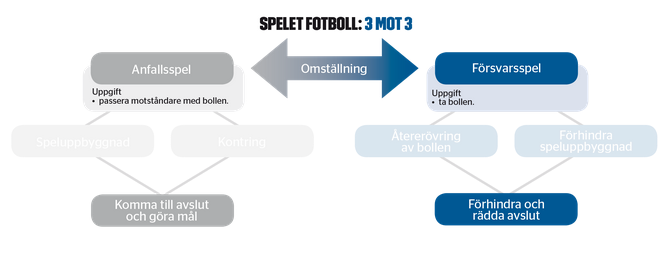 SPELET FOTBOLL: 3 MOT 3
Anfallsspel
Omställning
Försvarsspel
Uppgift
• passera motståndare med bollen.
Uppgift
• ta bollen.
Speluppbyggnad
Kontring
Återerövring
av bollen
Förhindra
speluppbyggnad
Komma till avslut
och göra mål
Förhindra och
rädda avslut